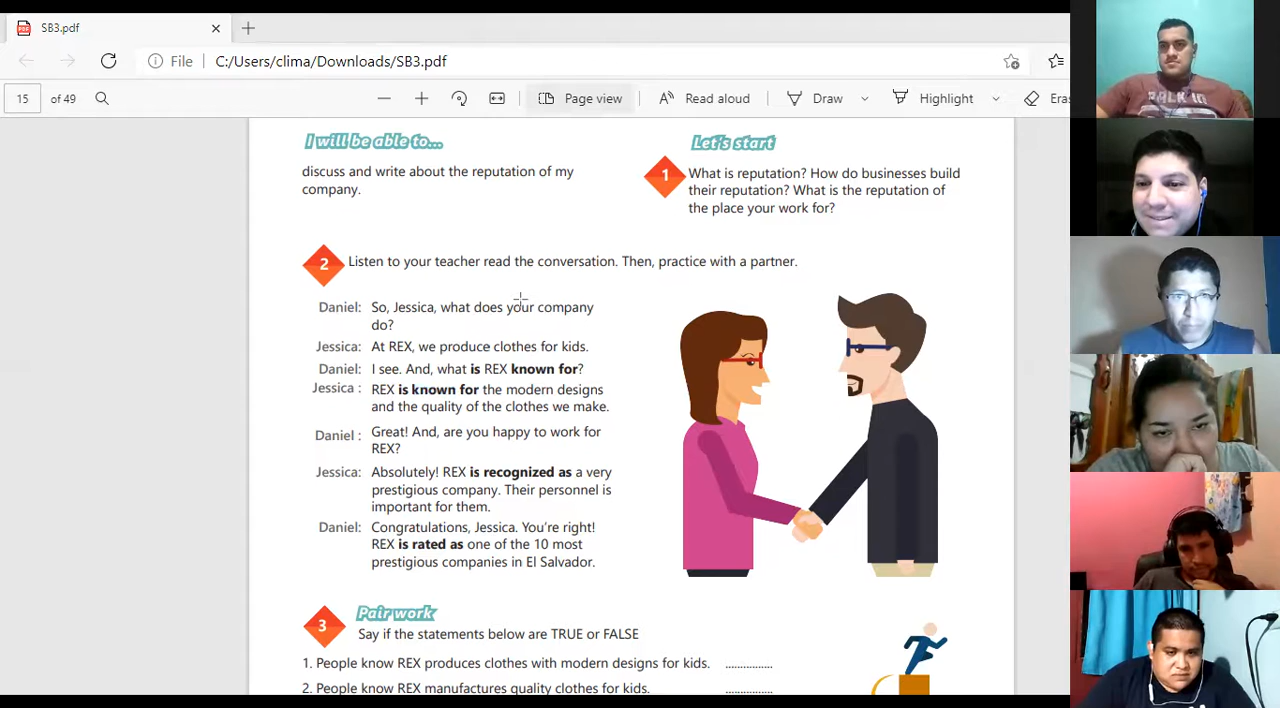 SB3.pdf
File
C:/Users/clima/Downloads/SB3.pdf
15
of 49
Page view
Read aloud
Draw
Highlight
Eras
I will be able to...
discuss and write about the reputation of my
company.
Let's start
1
What is reputation? How do businesses build
their reputation? What is the reputation of
the place your work for?
2
Listen to your teacher read the conversation. Then, practice with a partner.
Daniel: So, Jessica, what does your company
do?
Jessica: At REX, we produce clothes for kids.
Daniel: I see. And, what is REX known for?
Jessica : REX is known for the modern designs
and the quality of the clothes we make.
Daniel : Great! And, are you happy to work for
REX?
Jessica: Absolutely! REX is recognized as a very
prestigious company. Their personnel is
important for them.
Daniel: Congratulations, Jessica. You're right!
REX is rated as one of the 10 most
prestigious companies in El Salvador.
3
Pair work
Say if the statements below are TRUE or FALSE
1. People know REX produces clothes with modern designs for kids. ................
2. People know REX manufactures quality clothes for kids. ................